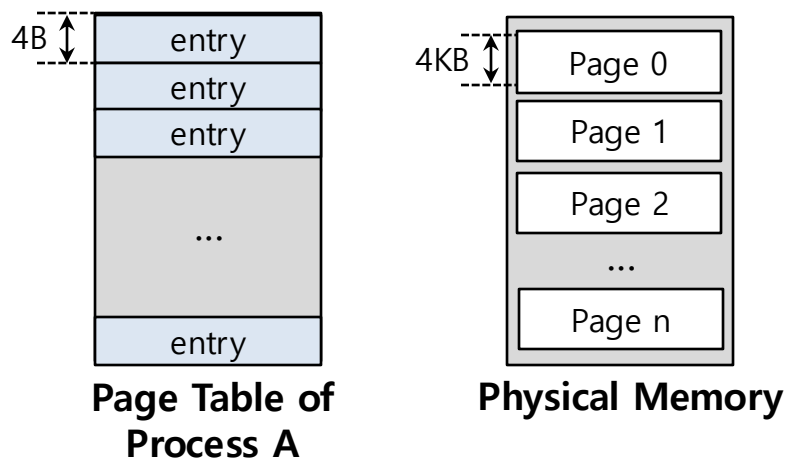 4B
entry
entry
entry
...
entry
Page Table of
Process A
4KB
Page 0
Page 1
Page 2
...
Page n
Physical Memory